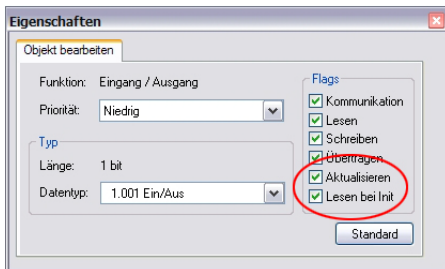 Eigenschaften
Objekt bearbeiten
Funktion: Eingang / Ausgang
Priorität: Niedrig
Typ
Länge: 1 bit
Datentyp: 1.001 Ein/Aus
Flags
Kommunikation
Lesen
Schreiben
Übertragen
Aktualisieren
Lesen bei Init
Standard